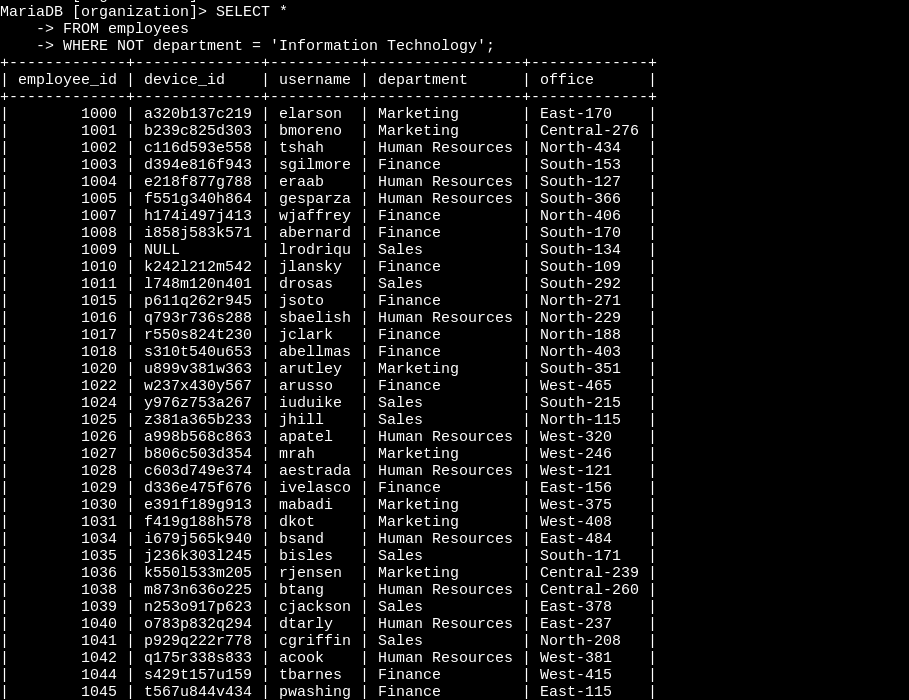 MariaDB [organization]> SELECT *
    -> FROM employees
    -> WHERE NOT department = 'Information Technology';
+-------------+--------------+----------+-----------------+-------------+
| employee_id | device_id    | username | department      | office      |
+-------------+--------------+----------+-----------------+-------------+
|        1000 | a320b137c219 | elarson  | Marketing       | East-170    |
|        1001 | b239c825d303 | bmoreno  | Marketing       | Central-276 |
|        1002 | c116d593e558 | tshah    | Human Resources | North-434   |
|        1003 | d394e816f943 | sgilmore | Finance         | South-153   |
|        1004 | e218f877g788 | eraab    | Human Resources | South-127   |
|        1005 | f551g340h864 | gesparza | Human Resources | South-366   |
|        1007 | h174i497j413 | wjaffrey | Finance         | North-406   |
|        1008 | i858j583k571 | abernard | Finance         | South-170   |
|        1009 | NULL         | lrodriqu | Sales           | South-134   |
|        1010 | k242l212m542 | jlansky  | Finance         | South-109   |
|        1011 | l748m120n401 | drosas   | Sales           | South-292   |
|        1015 | p611q262r945 | jsoto    | Finance         | North-271   |
|        1016 | q793r736s288 | sbaelish | Human Resources | North-229   |
|        1017 | r550s824t230 | jclark   | Finance         | North-188   |
|        1018 | s310t540u653 | abellmas | Finance         | North-403   |
|        1020 | u899v381w363 | arutley  | Marketing       | South-351   |
|        1022 | w237x430y567 | arusso   | Finance         | West-465    |
|        1024 | y976z753a267 | iuduike  | Sales           | South-215   |
|        1025 | z381a365b233 | jhill    | Sales           | North-115   |
|        1026 | a998b568c863 | apatel   | Human Resources | West-320    |
|        1027 | b806c503d354 | mrah     | Marketing       | West-246    |
|        1028 | c603d749e374 | aestrada | Human Resources | West-121    |
|        1029 | d336e475f676 | ivelasco | Finance         | East-156    |
|        1030 | e391f189g913 | mabadi   | Marketing       | West-375    |
|        1031 | f419g188h578 | dkot     | Marketing       | West-408    |
|        1034 | i679j565k940 | bsand    | Human Resources | East-484    |
|        1035 | j236k303l245 | bisles   | Sales           | South-171   |
|        1036 | k550l533m205 | rjensen  | Marketing       | Central-239 |
|        1038 | m873n636o225 | btang    | Human Resources | Central-260 |
|        1039 | n253o917p623 | cjackson | Sales           | East-378    |
|        1040 | o783p832q294 | dtarly   | Human Resources | East-237    |
|        1041 | p929q222r778 | cgriffin | Sales           | North-208   |
|        1042 | q175r338s833 | acook    | Human Resources | West-381    |
|        1044 | s429t157u159 | tbarnes  | Finance         | West-415    |
|        1045 | t567u844v434 | pwashing | Finance         | East-115    |